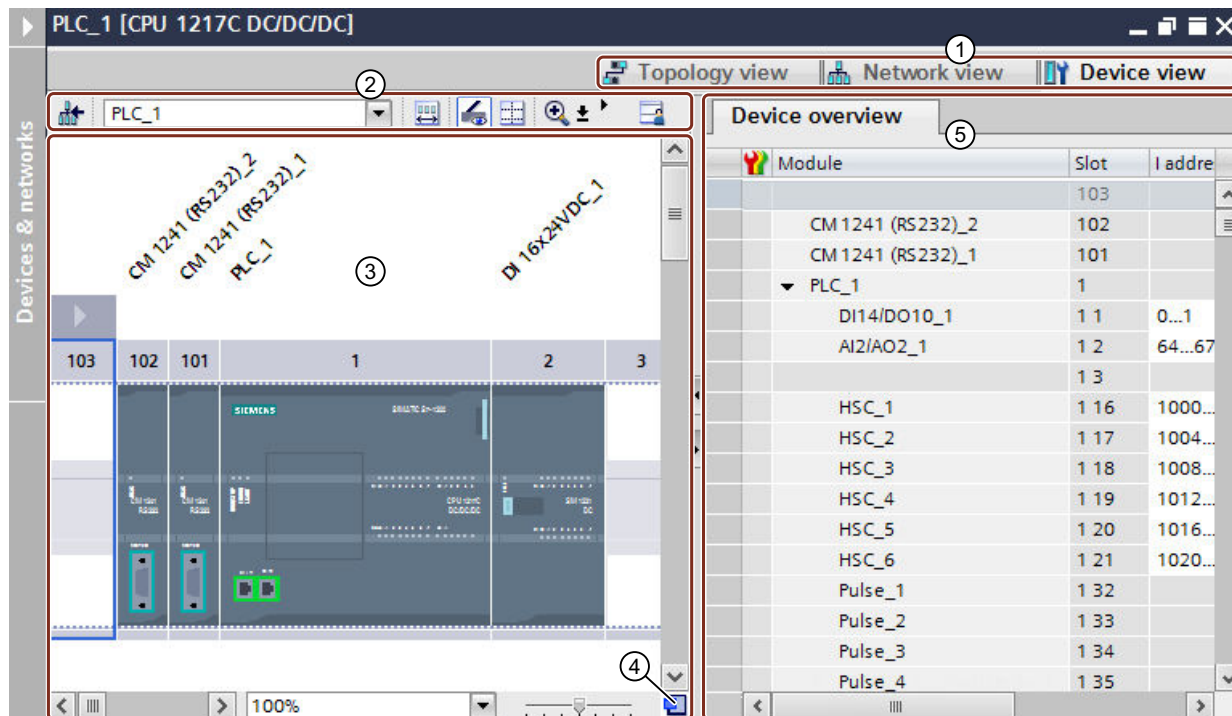 PLC_1 [CPU 1217C DC/DC/DC]
1
Topology view Network view Device view
2
PLC_1
Devices & networks
CM 1241 (RS232)_2
CM 1241 (RS232)_1
PLC_1
DI 16x24VDC_1
3
103 102 101 1 2 3
SIEMENS
CPU 1217C
DC/DC/DC
4
100%
Device overview
5
Module Slot I addre
103
CM 1241 (RS232)_2 102
CM 1241 (RS232)_1 101
PLC_1 1
DI14/DO10_1 1 1 0...1
AI2/AO2_1 1 2 64...67
1 3
HSC_1 1 16 1000...
HSC_2 1 17 1004...
HSC_3 1 18 1008...
HSC_4 1 19 1012...
HSC_5 1 20 1016...
HSC_6 1 21 1020...
Pulse_1 1 32
Pulse_2 1 33
Pulse_3 1 34
Pulse_4 1 35